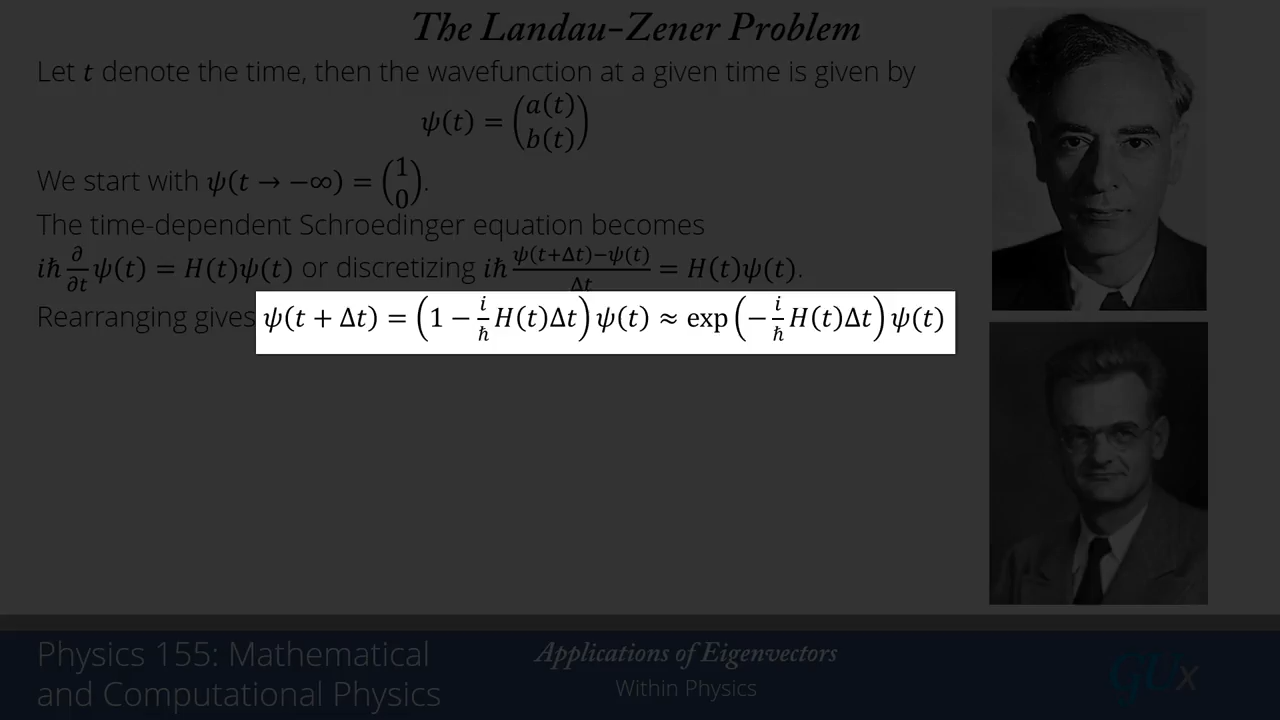 The Landau-Zener Problem
Let t denote the time, then the wavefunction at a given time is given by
ψ(t) = (a(t) b(t))
We start with ψ(t → −∞) = (1 0).
The time-dependent Schroedinger equation becomes
iħ ∂/∂t ψ(t) = H(t)ψ(t) or discretizing iħ (ψ(t+Δt)−ψ(t))/Δt = H(t)ψ(t).
Rearranging gives ψ(t + Δt) = (1 − i/ħ H(t)Δt) ψ(t) ≈ exp (− i/ħ H(t)Δt) ψ(t)
Physics 155: Mathematical
and Computational Physics
Applications of Eigenvectors
Within Physics
GUx